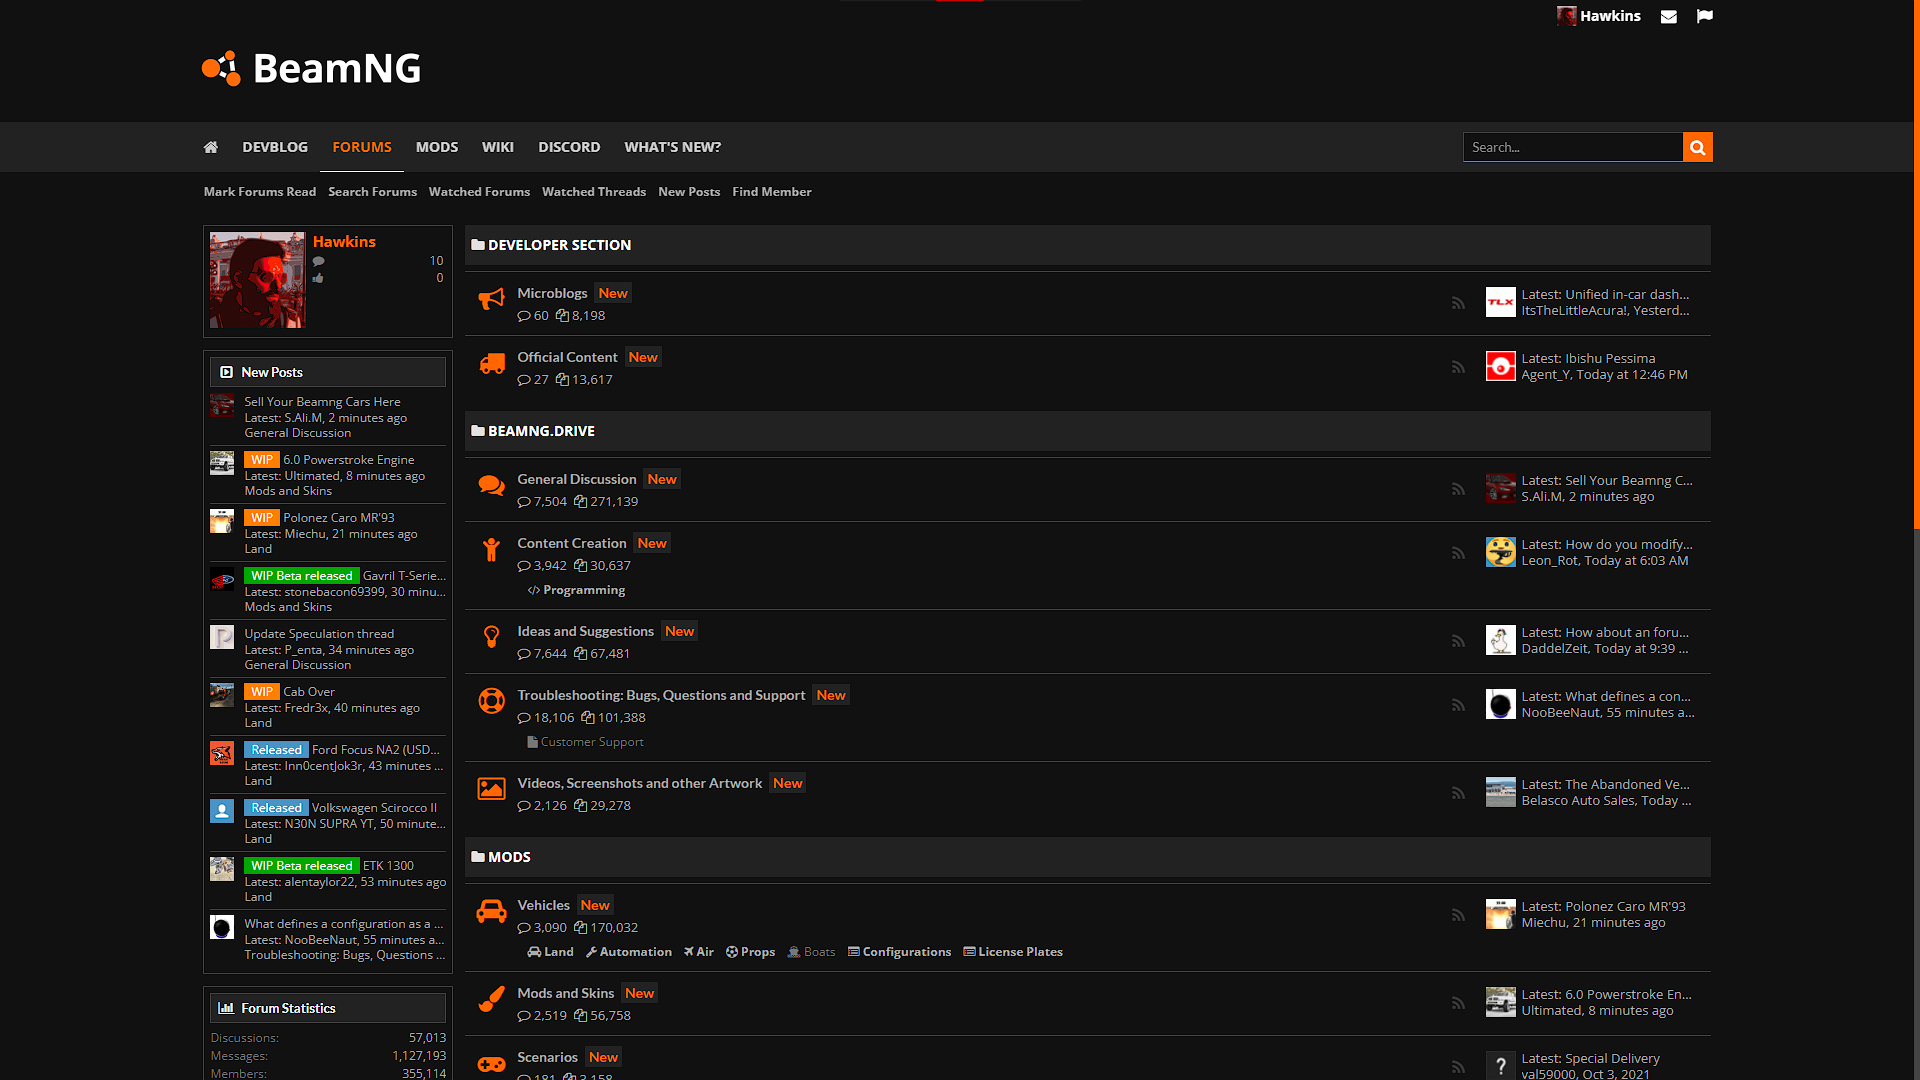 Hawkins
BeamNG
DEVBLOG FORUMS MODS WIKI DISCORD WHAT'S NEW?
Search...
Mark Forums Read Search Forums Watched Forums Watched Threads New Posts Find Member
Hawkins
10
0
New Posts
Sell Your Beamng Cars Here
Latest: S.Ali.M, 2 minutes ago
General Discussion
WIP 6.0 Powerstroke Engine
Latest: Ultimated, 8 minutes ago
Mods and Skins
WIP Polonez Caro MR'93
Latest: Miechu, 21 minutes ago
Land
WIP Beta released Gavril T-Serie...
Latest: stonebacon69399, 30 minu...
Mods and Skins
P
Update Speculation thread
Latest: P_enta, 34 minutes ago
General Discussion
WIP Cab Over
Latest: Fredr3x, 40 minutes ago
Land
Released Ford Focus NA2 (USD...
Latest: Inn0centJok3r, 43 minutes ...
Land
Released Volkswagen Scirocco II
Latest: N30N SUPRA YT, 50 minute...
Land
WIP Beta released ETK 1300
Latest: alentaylor22, 53 minutes ago
Land
What defines a configuration as a ...
Latest: NooBeeNaut, 55 minutes a...
Troubleshooting: Bugs, Questions ...
Forum Statistics
Discussions: 57,013
Messages: 1,127,193
Members: 355,114
DEVELOPER SECTION
Microblogs New
60 8,198
TLX
Latest: Unified in-car dash...
ItsTheLittleAcura!, Yesterd...
Official Content New
27 13,617
Latest: Ibishu Pessima
Agent_Y, Today at 12:46 PM
BEAMNG.DRIVE
General Discussion New
7,504 271,139
Latest: Sell Your Beamng C...
S.Ali.M, 2 minutes ago
Content Creation New
3,942 30,637
Programming
Latest: How do you modify...
Leon_Rot, Today at 6:03 AM
Ideas and Suggestions New
7,644 67,481
Latest: How about an foru...
DaddelZeit, Today at 9:39 ...
Troubleshooting: Bugs, Questions and Support New
18,106 101,388
Customer Support
Latest: What defines a con...
NooBeeNaut, 55 minutes a...
Videos, Screenshots and other Artwork New
2,126 29,278
Latest: The Abandoned Ve...
Belasco Auto Sales, Today ...
MODS
Vehicles New
3,090 170,032
Land Automation Air Props Boats Configurations License Plates
Latest: Polonez Caro MR'93
Miechu, 21 minutes ago
Mods and Skins New
2,519 56,758
Latest: 6.0 Powerstroke En...
Ultimated, 8 minutes ago
Scenarios New
181 3,158
?
Latest: Special Delivery
val59000, Oct 3, 2021